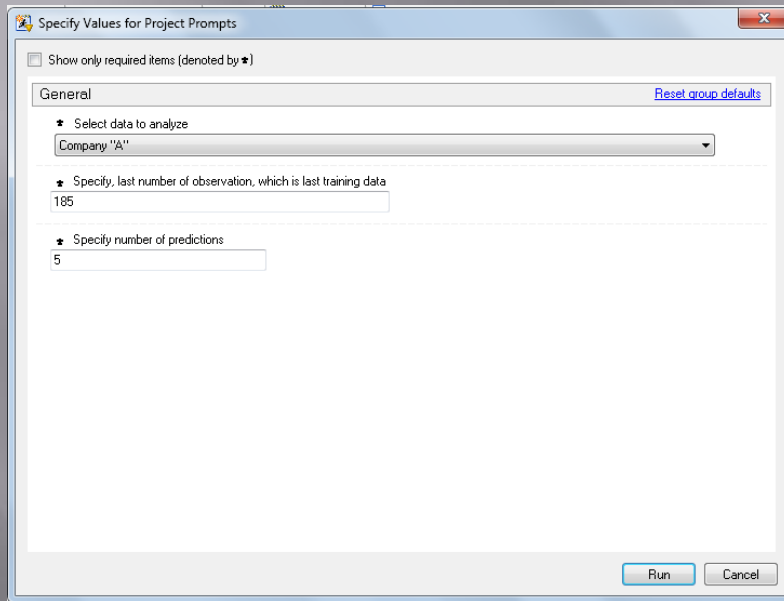 Specify Values for Project Prompts
Show only required items (denoted by *)
General
Reset group defaults
* Select data to analyze
Company "A"
* Specify, last number of observation, which is last training data
185
* Specify number of predictions
5
Run
Cancel